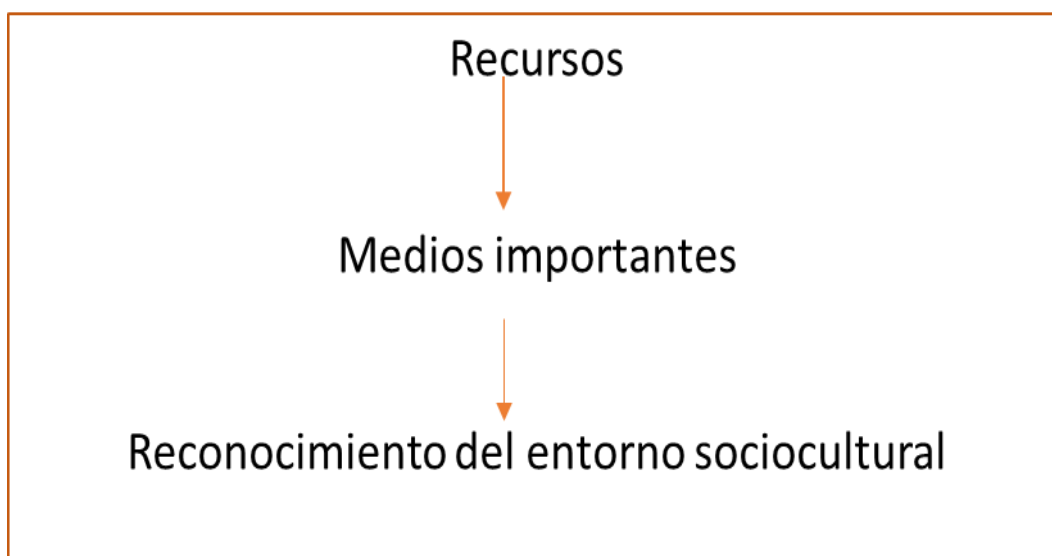 Recursos
Medios importantes
Reconocimiento del entorno sociocultural